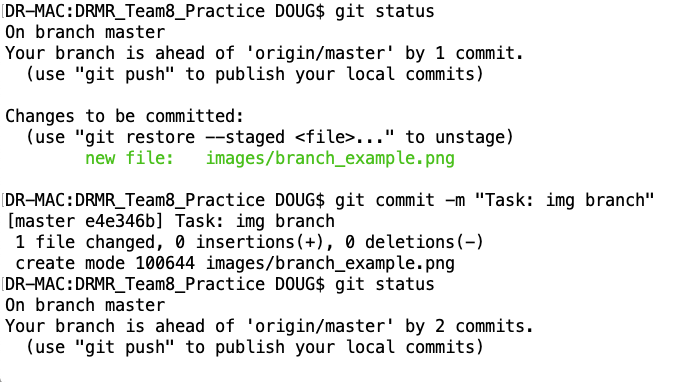 DR-MAC:DRMR_Team8_Practice DOUG$ git status
On branch master
Your branch is ahead of 'origin/master' by 1 commit.
  (use "git push" to publish your local commits)

Changes to be committed:
  (use "git restore --staged <file>..." to unstage)
        new file:   images/branch_example.png

DR-MAC:DRMR_Team8_Practice DOUG$ git commit -m "Task: img branch"
[master e4e346b] Task: img branch
 1 file changed, 0 insertions(+), 0 deletions(-)
 create mode 100644 images/branch_example.png
DR-MAC:DRMR_Team8_Practice DOUG$ git status
On branch master
Your branch is ahead of 'origin/master' by 2 commits.
  (use "git push" to publish your local commits)